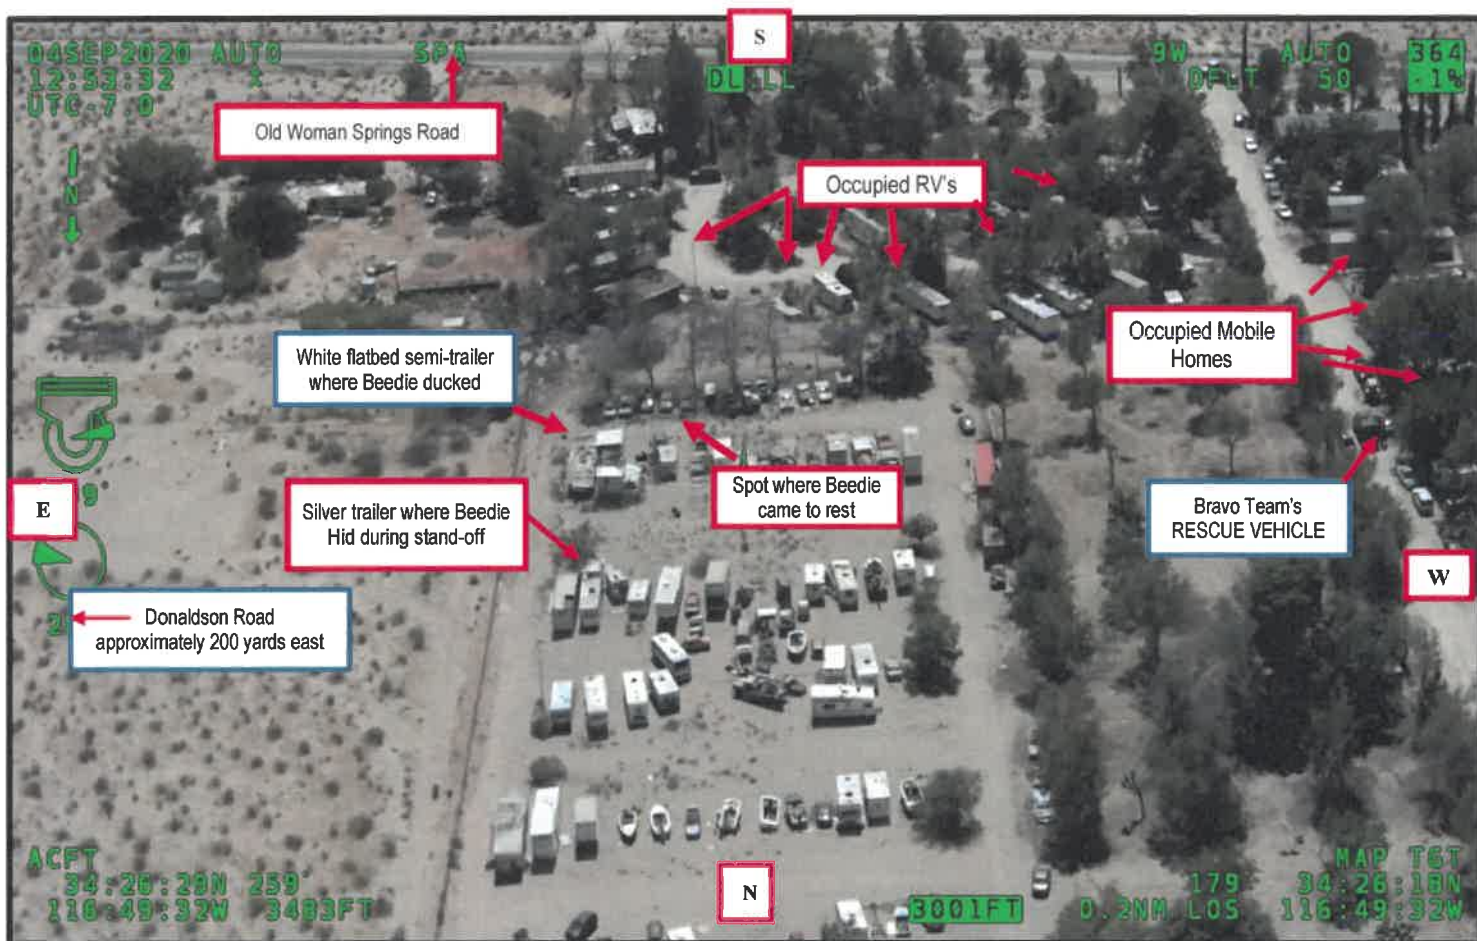 S
04SEP2020 AUTO SPA 9W AUTO 364
12:53:32 DL.LL DFLT 50
UTC-7.0
Old Woman Springs Road
Occupied RV's
N
Occupied Mobile
Homes
White flatbed semi-trailer
where Beedie ducked
Spot where Beedie
came to rest
Silver trailer where Beedie
Hid during stand-off
E
Bravo Team's
RESCUE VEHICLE
W
Donaldson Road
approximately 200 yards east
N
ACFT MAP TGT
259 179 34:26:18N
116:49:32W 3483FT 3001FT 0.2NM LOS 116:49:32W